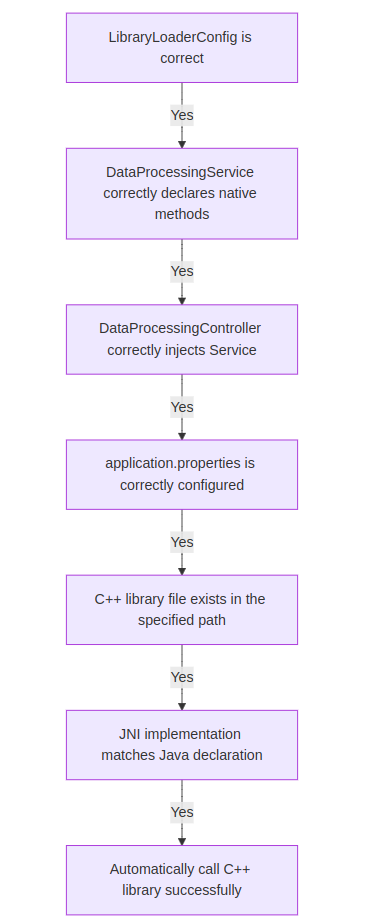 LibraryLoaderConfig is
correct
Yes
DataProcessingService
correctly declares native
methods
Yes
DataProcessingController
correctly injects Service
Yes
application.properties is
correctly configured
Yes
C++ library file exists in the
specified path
Yes
JNI implementation
matches Java declaration
Yes
Automatically call C++
library successfully